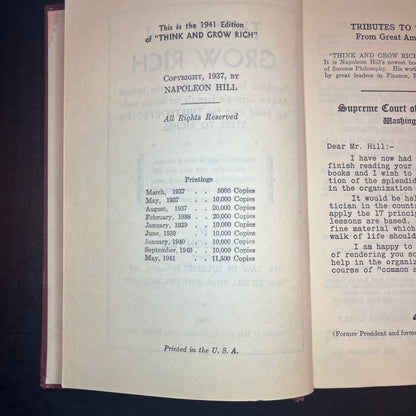 This is the 1941 Edition
of "THINK AND GROW RICH"
COPYRIGHT, 1937, BY
NAPOLEON HILL
All Rights Reserved
Printings
March, 1937 . . 5000 Copies
May, 1937 . . 10,000 Copies
August, 1937 . . 20,000 Copies
February, 1938 . . 20,000 Copies
January, 1939 . . 10,000 Copies
June, 1939 . . 10,000 Copies
January, 1940 . . 10,000 Copies
September, 1940 . . 10,000 Copies
May, 1941 . . 11,500 Copies
Printed in the U. S. A.
TRIBUTES TO
From Great Am
"THINK AND GROW RICH
It is Napoleon Hill's newest boo
of Success Philosophy. His work
by great leaders in Finance,
Supreme Court of
Washing
Dear Mr. Hill:-
I have now had
finish reading your
books and I wish to
tion of the splendid
in the organization
It would be hel
tician in the countr
apply the 17 princip
lessons are based.
fine material which
walk of life should
I am happy to
of rendering you so
help in the organiz
course of "common
(Former President and forme